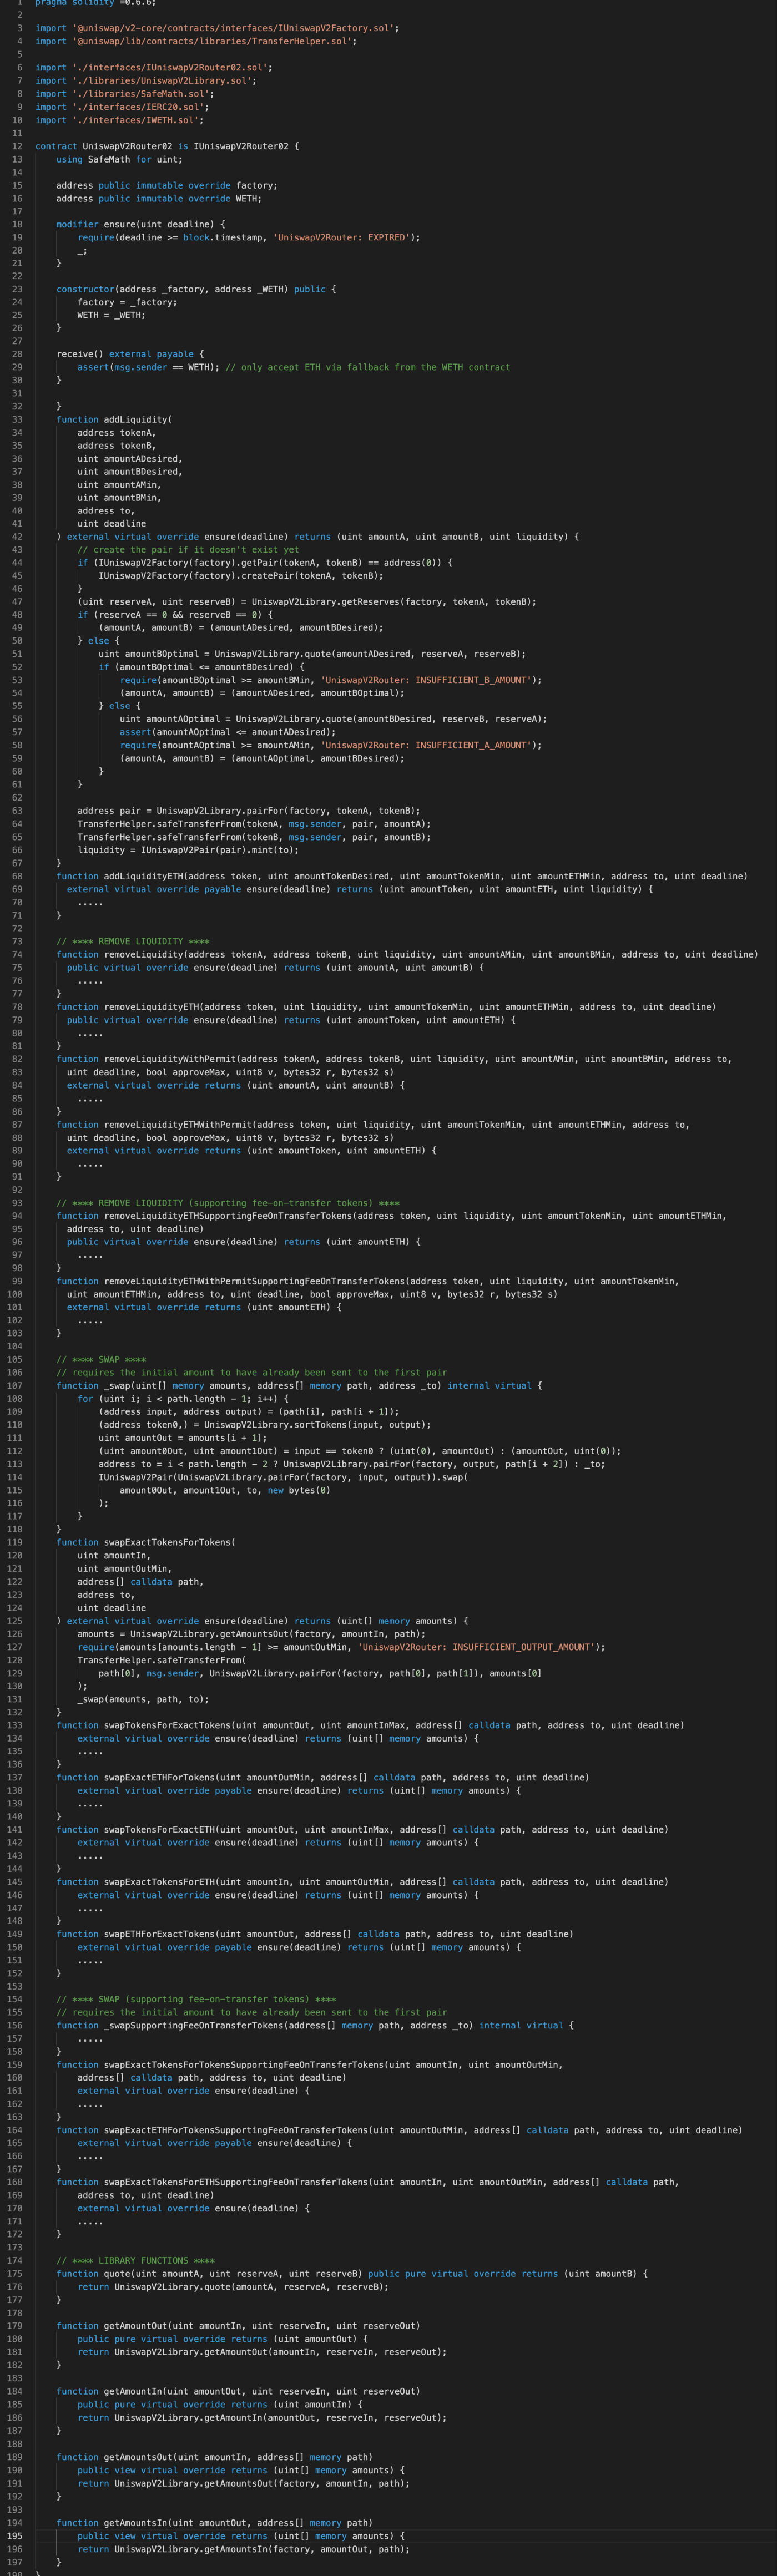 1 pragma solidity =0.6.6;
2
3 import '@uniswap/v2-core/contracts/interfaces/IUniswapV2Factory.sol';
4 import '@uniswap/lib/contracts/libraries/TransferHelper.sol';
5
6 import './interfaces/IUniswapV2Router02.sol';
7 import './libraries/UniswapV2Library.sol';
8 import './libraries/SafeMath.sol';
9 import './interfaces/IERC20.sol';
10 import './interfaces/IWETH.sol';
11
12 contract UniswapV2Router02 is IUniswapV2Router02 {
13 using SafeMath for uint;
14
15 address public immutable override factory;
16 address public immutable override WETH;
17
18 modifier ensure(uint deadline) {
19 require(deadline >= block.timestamp, 'UniswapV2Router: EXPIRED');
20 _;
21 }
22
23 constructor(address _factory, address _WETH) public {
24 factory = _factory;
25 WETH = _WETH;
26 }
27
28 receive() external payable {
29 assert(msg.sender == WETH); // only accept ETH via fallback from the WETH contract
30 }
31
32 }
33 function addLiquidity(
34 address tokenA,
35 address tokenB,
36 uint amountADesired,
37 uint amountBDesired,
38 uint amountAMin,
39 uint amountBMin,
40 address to,
41 uint deadline
42 ) external virtual override ensure(deadline) returns (uint amountA, uint amountB, uint liquidity) {
43 // create the pair if it doesn't exist yet
44 if (IUniswapV2Factory(factory).getPair(tokenA, tokenB) == address(0)) {
45 IUniswapV2Factory(factory).createPair(tokenA, tokenB);
46 }
47 (uint reserveA, uint reserveB) = UniswapV2Library.getReserves(factory, tokenA, tokenB);
48 if (reserveA == 0 && reserveB == 0) {
49 (amountA, amountB) = (amountADesired, amountBDesired);
50 } else {
51 uint amountBOptimal = UniswapV2Library.quote(amountADesired, reserveA, reserveB);
52 if (amountBOptimal <= amountBDesired) {
53 require(amountBOptimal >= amountBMin, 'UniswapV2Router: INSUFFICIENT_B_AMOUNT');
54 (amountA, amountB) = (amountADesired, amountBOptimal);
55 } else {
56 uint amountAOptimal = UniswapV2Library.quote(amountBDesired, reserveB, reserveA);
57 assert(amountAOptimal <= amountADesired);
58 require(amountAOptimal >= amountAMin, 'UniswapV2Router: INSUFFICIENT_A_AMOUNT');
59 (amountA, amountB) = (amountAOptimal, amountBDesired);
60 }
61 }
62
63 address pair = UniswapV2Library.pairFor(factory, tokenA, tokenB);
64 TransferHelper.safeTransferFrom(tokenA, msg.sender, pair, amountA);
65 TransferHelper.safeTransferFrom(tokenB, msg.sender, pair, amountB);
66 liquidity = IUniswapV2Pair(pair).mint(to);
67 }
68 function addLiquidityETH(address token, uint amountTokenDesired, uint amountTokenMin, uint amountETHMin, address to, uint deadline)
69 external virtual override payable ensure(deadline) returns (uint amountToken, uint amountETH, uint liquidity) {
70 .....
71 }
72
73 // **** REMOVE LIQUIDITY ****
74 function removeLiquidity(address tokenA, address tokenB, uint liquidity, uint amountAMin, uint amountBMin, address to, uint deadline)
75 public virtual override ensure(deadline) returns (uint amountA, uint amountB) {
76 .....
77 }
78 function removeLiquidityETH(address token, uint liquidity, uint amountTokenMin, uint amountETHMin, address to, uint deadline)
79 public virtual override ensure(deadline) returns (uint amountToken, uint amountETH) {
80 .....
81 }
82 function removeLiquidityWithPermit(address tokenA, address tokenB, uint liquidity, uint amountAMin, uint amountBMin, address to,
83 uint deadline, bool approveMax, uint8 v, bytes32 r, bytes32 s)
84 external virtual override returns (uint amountA, uint amountB) {
85 .....
86 }
87 function removeLiquidityETHWithPermit(address token, uint liquidity, uint amountTokenMin, uint amountETHMin, address to,
88 uint deadline, bool approveMax, uint8 v, bytes32 r, bytes32 s)
89 external virtual override returns (uint amountToken, uint amountETH) {
90 .....
91 }
92
93 // **** REMOVE LIQUIDITY (supporting fee-on-transfer tokens) ****
94 function removeLiquidityETHSupportingFeeOnTransferTokens(address token, uint liquidity, uint amountTokenMin, uint amountETHMin,
95 address to, uint deadline)
96 public virtual override ensure(deadline) returns (uint amountETH) {
97 .....
98 }
99 function removeLiquidityETHWithPermitSupportingFeeOnTransferTokens(address token, uint liquidity, uint amountTokenMin,
100 uint amountETHMin, address to, uint deadline, bool approveMax, uint8 v, bytes32 r, bytes32 s)
101 external virtual override returns (uint amountETH) {
102 .....
103 }
104
105 // **** SWAP ****
106 // requires the initial amount to have already been sent to the first pair
107 function _swap(uint[] memory amounts, address[] memory path, address _to) internal virtual {
108 for (uint i; i < path.length - 1; i++) {
109 (address input, address output) = (path[i], path[i + 1]);
110 (address token0,) = UniswapV2Library.sortTokens(input, output);
111 uint amountOut = amounts[i + 1];
112 (uint amount0Out, uint amount1Out) = input == token0 ? (uint(0), amountOut) : (amountOut, uint(0));
113 address to = i < path.length - 2 ? UniswapV2Library.pairFor(factory, output, path[i + 2]) : _to;
114 IUniswapV2Pair(UniswapV2Library.pairFor(factory, input, output)).swap(
115 amount0Out, amount1Out, to, new bytes(0)
116 );
117 }
118 }
119 function swapExactTokensForTokens(
120 uint amountIn,
121 uint amountOutMin,
122 address[] calldata path,
123 address to,
124 uint deadline
125 ) external virtual override ensure(deadline) returns (uint[] memory amounts) {
126 amounts = UniswapV2Library.getAmountsOut(factory, amountIn, path);
127 require(amounts[amounts.length - 1] >= amountOutMin, 'UniswapV2Router: INSUFFICIENT_OUTPUT_AMOUNT');
128 TransferHelper.safeTransferFrom(
129 path[0], msg.sender, UniswapV2Library.pairFor(factory, path[0], path[1]), amounts[0]
130 );
131 _swap(amounts, path, to);
132 }
133 function swapTokensForExactTokens(uint amountOut, uint amountInMax, address[] calldata path, address to, uint deadline)
134 external virtual override ensure(deadline) returns (uint[] memory amounts) {
135 .....
136 }
137 function swapExactETHForTokens(uint amountOutMin, address[] calldata path, address to, uint deadline)
138 external virtual override payable ensure(deadline) returns (uint[] memory amounts) {
139 .....
140 }
141 function swapTokensForExactETH(uint amountOut, uint amountInMax, address[] calldata path, address to, uint deadline)
142 external virtual override ensure(deadline) returns (uint[] memory amounts) {
143 .....
144 }
145 function swapExactTokensForETH(uint amountIn, uint amountOutMin, address[] calldata path, address to, uint deadline)
146 external virtual override ensure(deadline) returns (uint[] memory amounts) {
147 .....
148 }
149 function swapETHForExactTokens(uint amountOut, address[] calldata path, address to, uint deadline)
150 external virtual override payable ensure(deadline) returns (uint[] memory amounts) {
151 .....
152 }
153
154 // **** SWAP (supporting fee-on-transfer tokens) ****
155 // requires the initial amount to have already been sent to the first pair
156 function _swapSupportingFeeOnTransferTokens(address[] memory path, address _to) internal virtual {
157 .....
158 }
159 function swapExactTokensForTokensSupportingFeeOnTransferTokens(uint amountIn, uint amountOutMin,
160 address[] calldata path, address to, uint deadline)
161 external virtual override ensure(deadline) {
162 .....
163 }
164 function swapExactETHForTokensSupportingFeeOnTransferTokens(uint amountOutMin, address[] calldata path, address to, uint deadline)
165 external virtual override payable ensure(deadline) {
166 .....
167 }
168 function swapExactTokensForETHSupportingFeeOnTransferTokens(uint amountIn, uint amountOutMin, address[] calldata path,
169 address to, uint deadline)
170 external virtual override ensure(deadline) {
171 .....
172 }
173
174 // **** LIBRARY FUNCTIONS ****
175 function quote(uint amountA, uint reserveA, uint reserveB) public pure virtual override returns (uint amountB) {
176 return UniswapV2Library.quote(amountA, reserveA, reserveB);
177 }
178
179 function getAmountOut(uint amountIn, uint reserveIn, uint reserveOut)
180 public pure virtual override returns (uint amountOut) {
181 return UniswapV2Library.getAmountOut(amountIn, reserveIn, reserveOut);
182 }
183
184 function getAmountIn(uint amountOut, uint reserveIn, uint reserveOut)
185 public pure virtual override returns (uint amountIn) {
186 return UniswapV2Library.getAmountIn(amountOut, reserveIn, reserveOut);
187 }
188
189 function getAmountsOut(uint amountIn, address[] memory path)
190 public view virtual override returns (uint[] memory amounts) {
191 return UniswapV2Library.getAmountsOut(factory, amountIn, path);
192 }
193
194 function getAmountsIn(uint amountOut, address[] memory path)
195 public view virtual override returns (uint[] memory amounts) {
196 return UniswapV2Library.getAmountsIn(factory, amountOut, path);
197 }
198 }